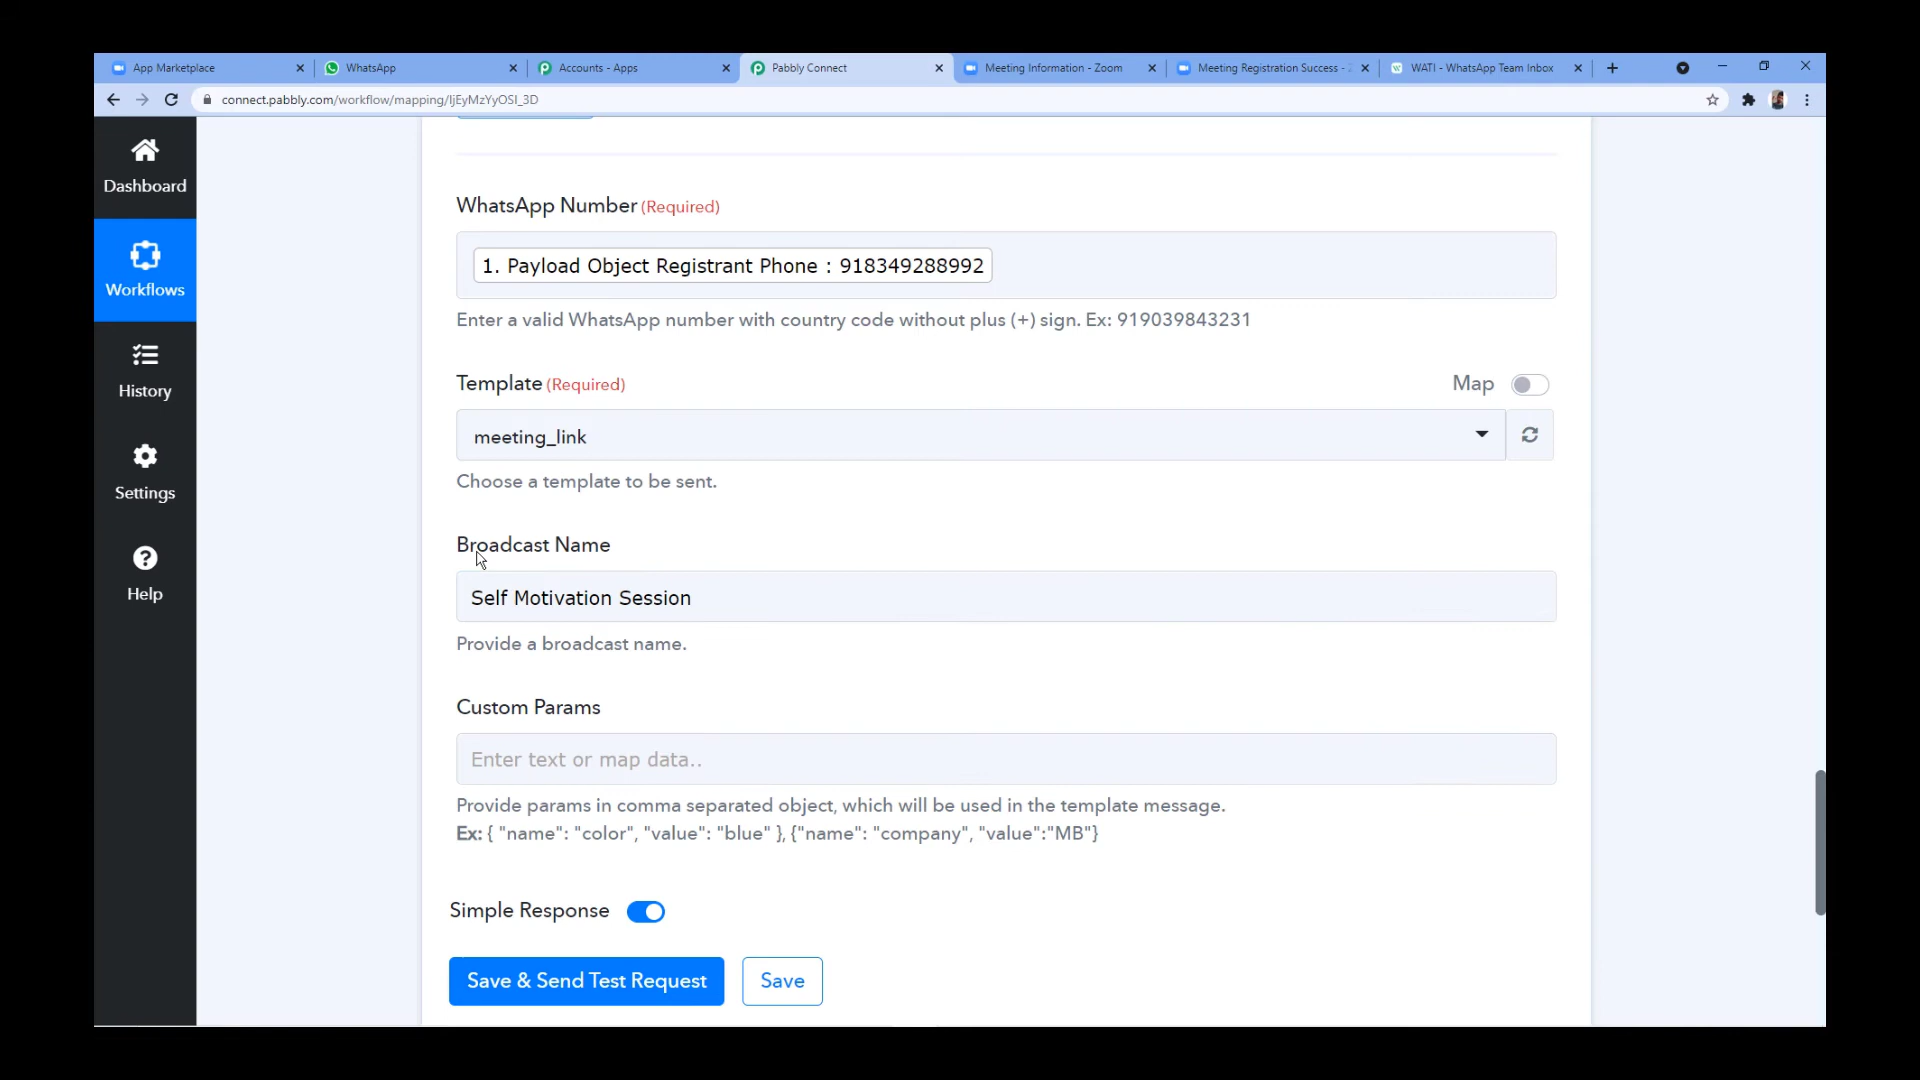 App Marketplace
WhatsApp
Accounts - Apps
Pabbly Connect
Meeting Information - Zoom
Meeting Registration Success - Z
WATI - WhatsApp Team Inbox
connect.pabbly.com/workflow/mapping/IjEyMzYyOSI_3D
Dashboard
Workflows
History
Settings
Help
WhatsApp Number (Required)
1. Payload Object Registrant Phone : 918349288992
Enter a valid WhatsApp number with country code without plus (+) sign. Ex: 919039843231
Template (Required)
Map
meeting_link
Choose a template to be sent.
Broadcast Name
Self Motivation Session
Provide a broadcast name.
Custom Params
Enter text or map data..
Provide params in comma separated object, which will be used in the template message.
Ex: { "name": "color", "value": "blue" }, {"name": "company", "value":"MB"}
Simple Response
Save & Send Test Request
Save